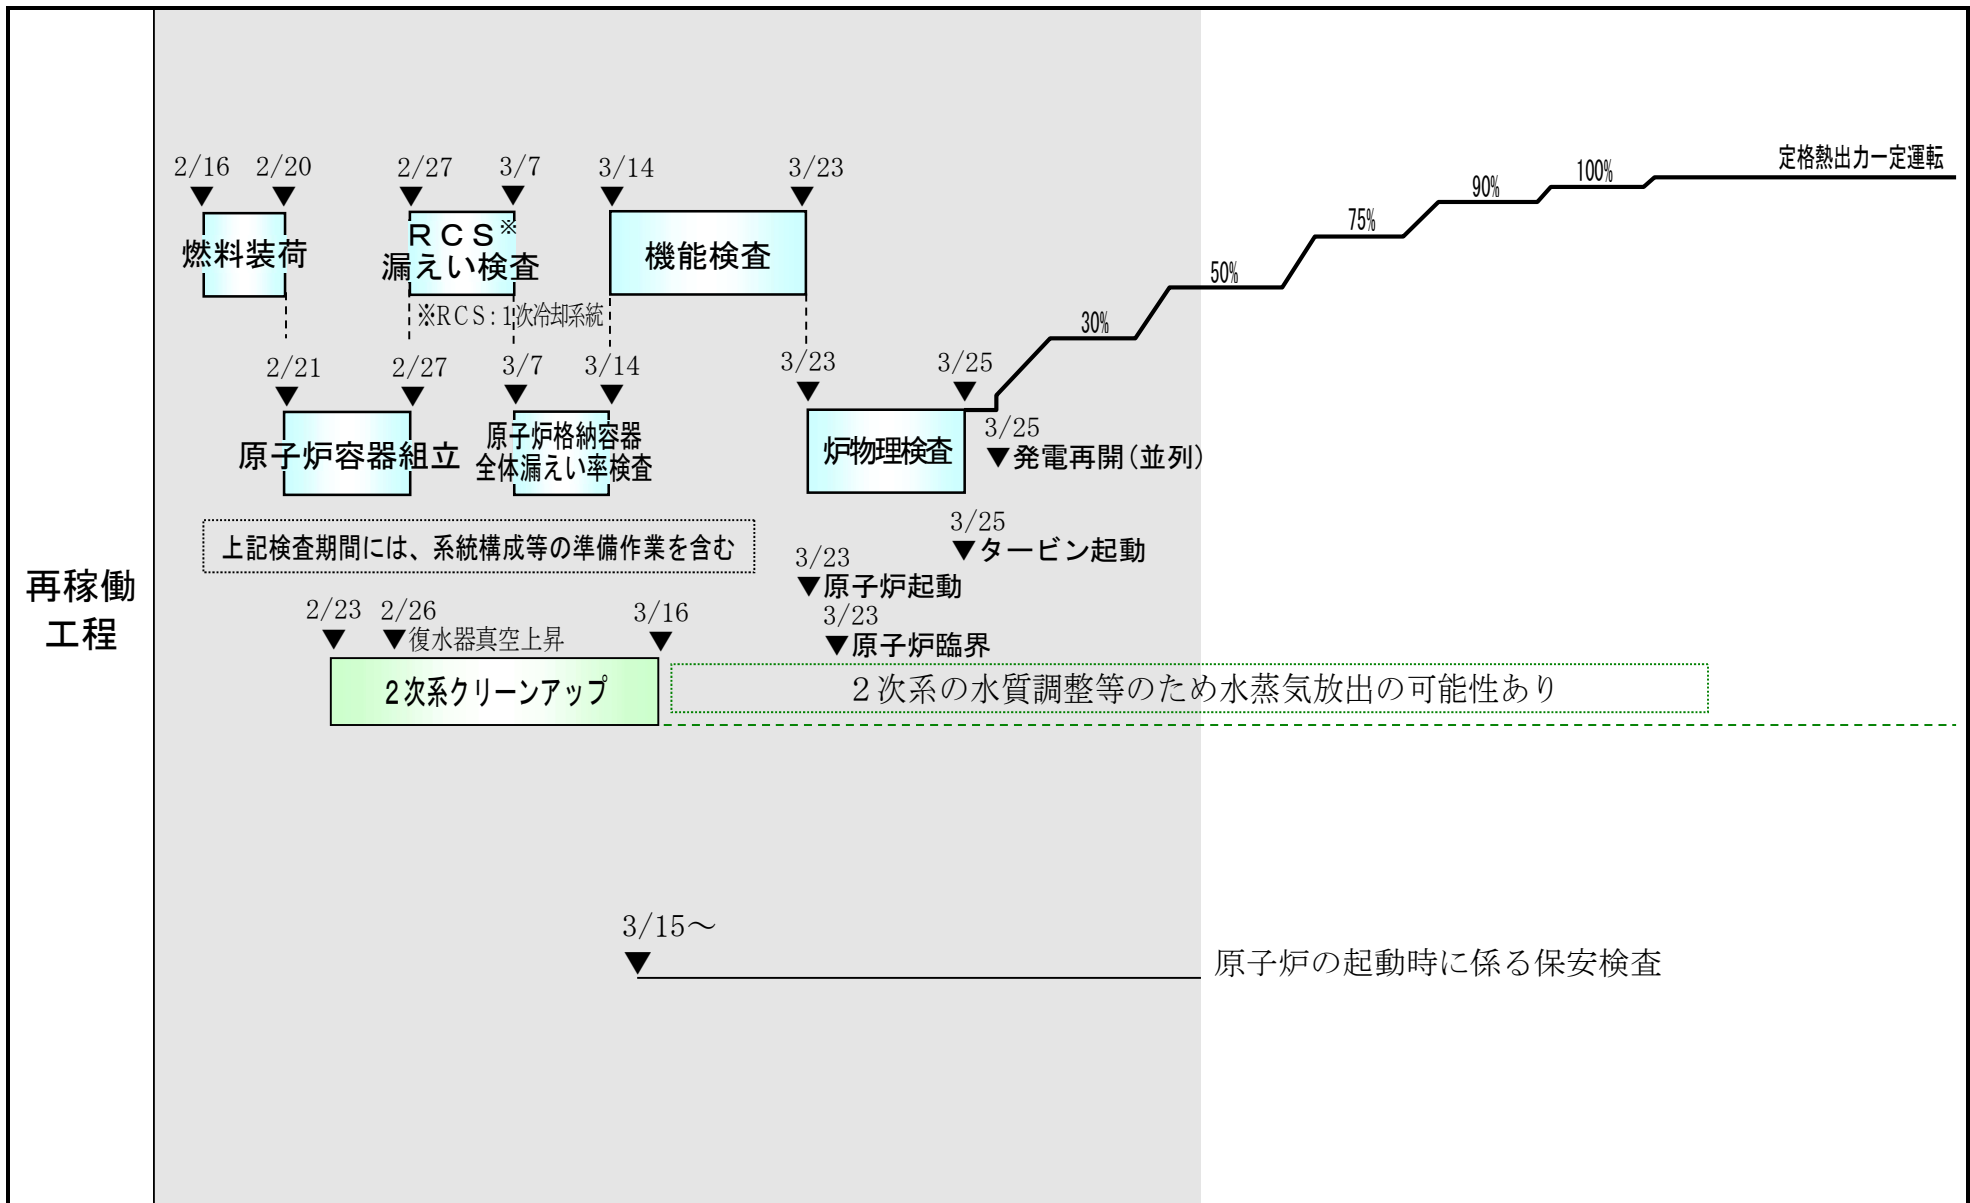 再稼働
工程
2/16
2/20
2/27
3/7
3/14
3/23
燃料装荷
ＲＣＳ※
漏えい検査
機能検査
※RCS：1次冷却系統
2/21
2/27
3/7
3/14
3/23
3/25
原子炉容器組立
原子炉格納容器
全体漏えい率検査
炉物理検査
30%
50%
75%
90%
100%
定格熱出力一定運転
3/25
▼発電再開(並列)
3/25
▼タービン起動
上記検査期間には、系統構成等の準備作業を含む
3/23
▼原子炉起動
3/23
▼原子炉臨界
2/23
2/26
▼復水器真空上昇
3/16
２次系クリーンアップ
２次系の水質調整等のため水蒸気放出の可能性あり
3/15～
原子炉の起動時に係る保安検査